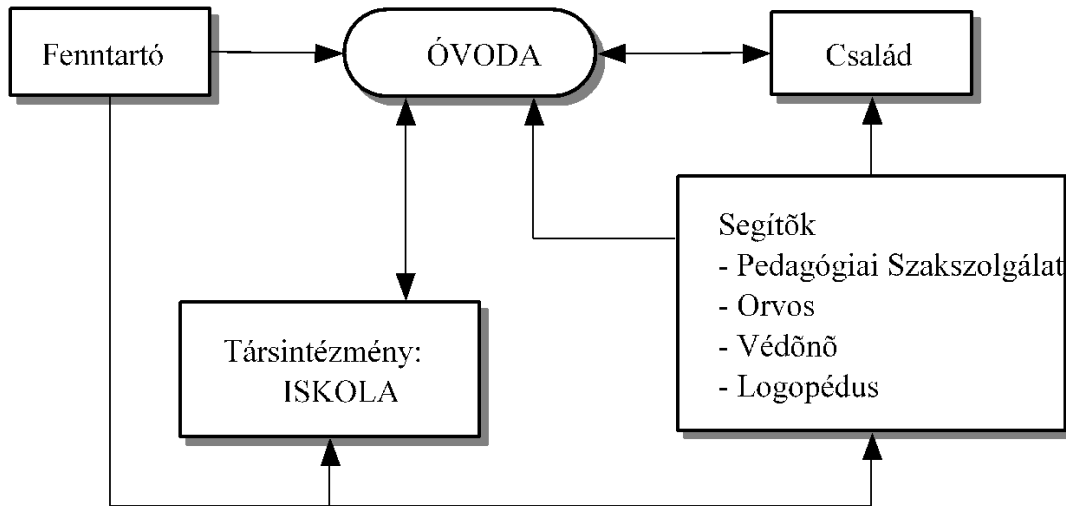 Fenntartó
ÓVODA
Család
Segítõk
- Pedagógiai Szakszolgálat
- Orvos
- Védõnõ
- Logopédus
Társintézmény:
ISKOLA